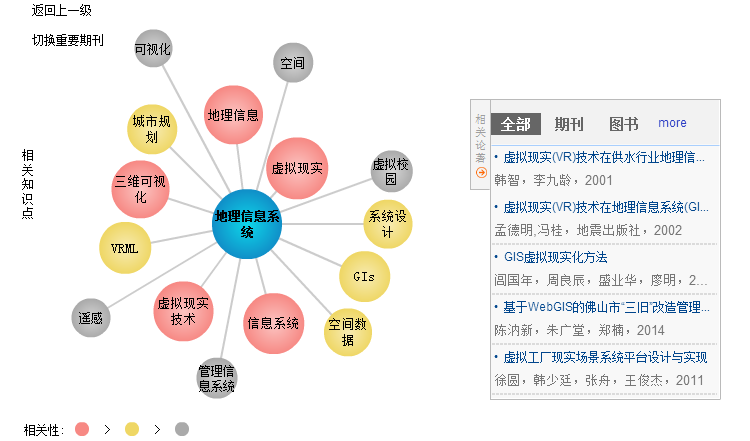 返回上一级
切换重要期刊
可视化
空间
地理信息
城市规
划
虚拟现实
虚拟校
园
三维可视
化
相关知识点
地理信息系
统
系统设
计
VRML
GIs
遥感
虚拟现实
技术
信息系统
空间数
据
管理信
息系统
相关性: > >
相关论著
全部 期刊 图书 more
• 虚拟现实(VR)技术在供水行业地理信...
韩智，李九龄，2001
• 虚拟现实(VR)技术在地理信息系统(GI...
孟德明,冯桂，地震出版社，2002
• GIS虚拟现实化方法
闾国年，周良辰，盛业华，廖明，2...
• 基于WebGIS的佛山市“三旧”改造管理...
陈汭新，朱广堂，郑楠，2014
• 虚拟工厂现实场景系统平台设计与实现
徐圆，韩少廷，张舟，王俊杰，2011